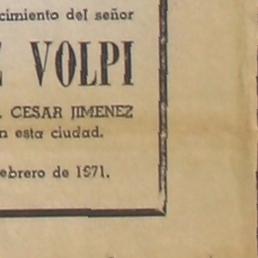 cimiento del señor
E VOLPI
. CESAR JIMENEZ
n esta ciudad.
ebrero de 1971.